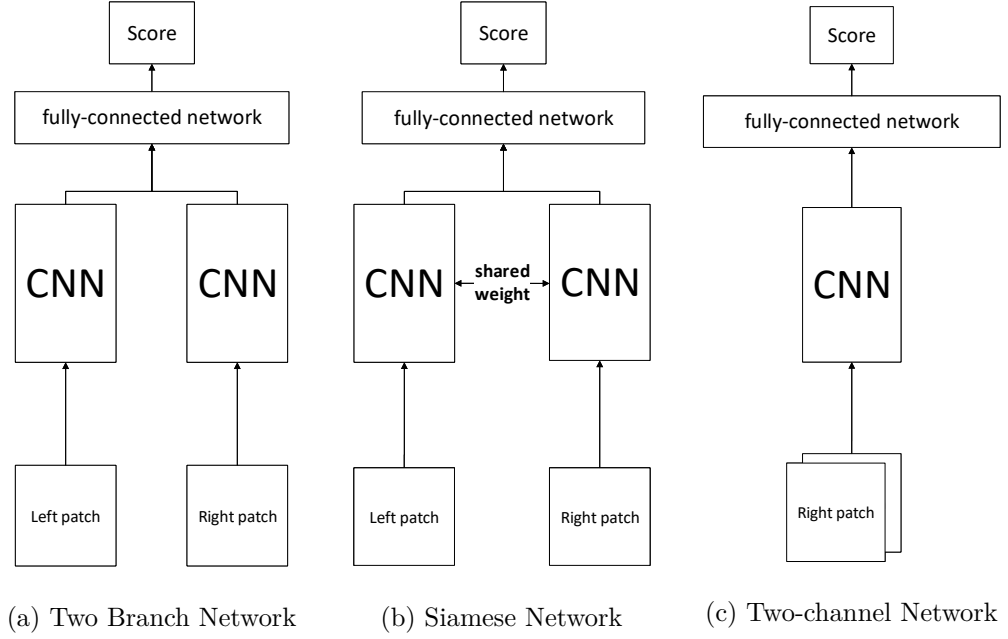 Score
fully-connected network
CNN
CNN
Left patch
Right patch
(a) Two Branch Network
Score
fully-connected network
CNN
shared
weight
CNN
Left patch
Right patch
(b) Siamese Network
Score
fully-connected network
CNN
Right patch
(c) Two-channel Network